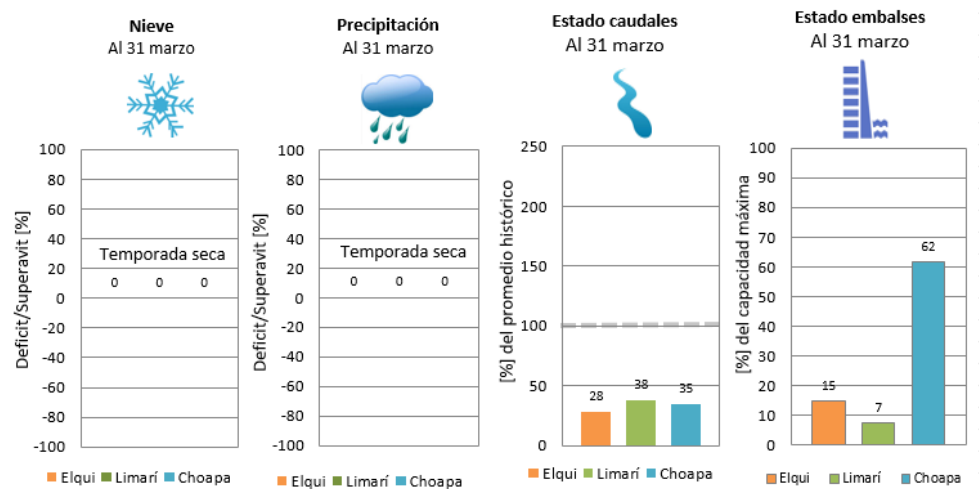 Nieve
Al 31 marzo
Deficit/Superavit [%]
100
80
60
40
20
0
-20
-40
-60
-80
-100
Temporada seca
0 0 0
Elqui Limarí Choapa
Precipitación
Al 31 marzo
Deficit/Superavit [%]
100
80
60
40
20
0
-20
-40
-60
-80
-100
Temporada seca
0 0 0
Elqui Limarí Choapa
Estado caudales
Al 31 marzo
[%] del promedio histórico
250
200
150
100
50
0
28 38 35
Elqui Limarí Choapa
Estado embalses
Al 31 marzo
[%] del capacidad máxima
100
90
80
70
60
50
40
30
20
10
0
15 7 62
Elqui Limarí Choapa